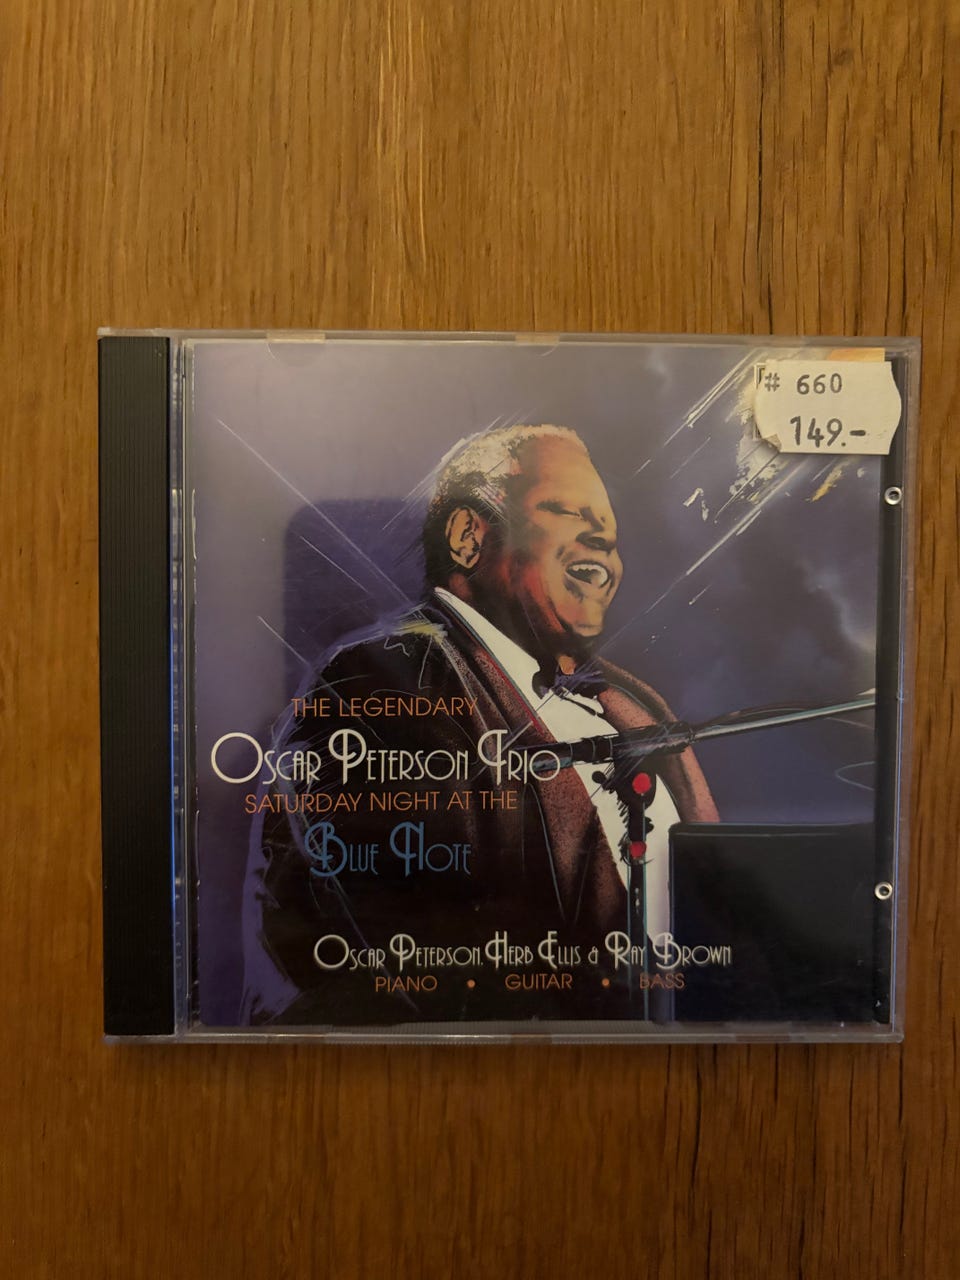 # 660
149.-
THE LEGENDARY
OSCAR PETERSON TRIO
SATURDAY NIGHT AT THE
BLUE NOTE
OSCAR PETERSON, HERB ELLIS & RAY BROWN
PIANO • GUITAR • BASS